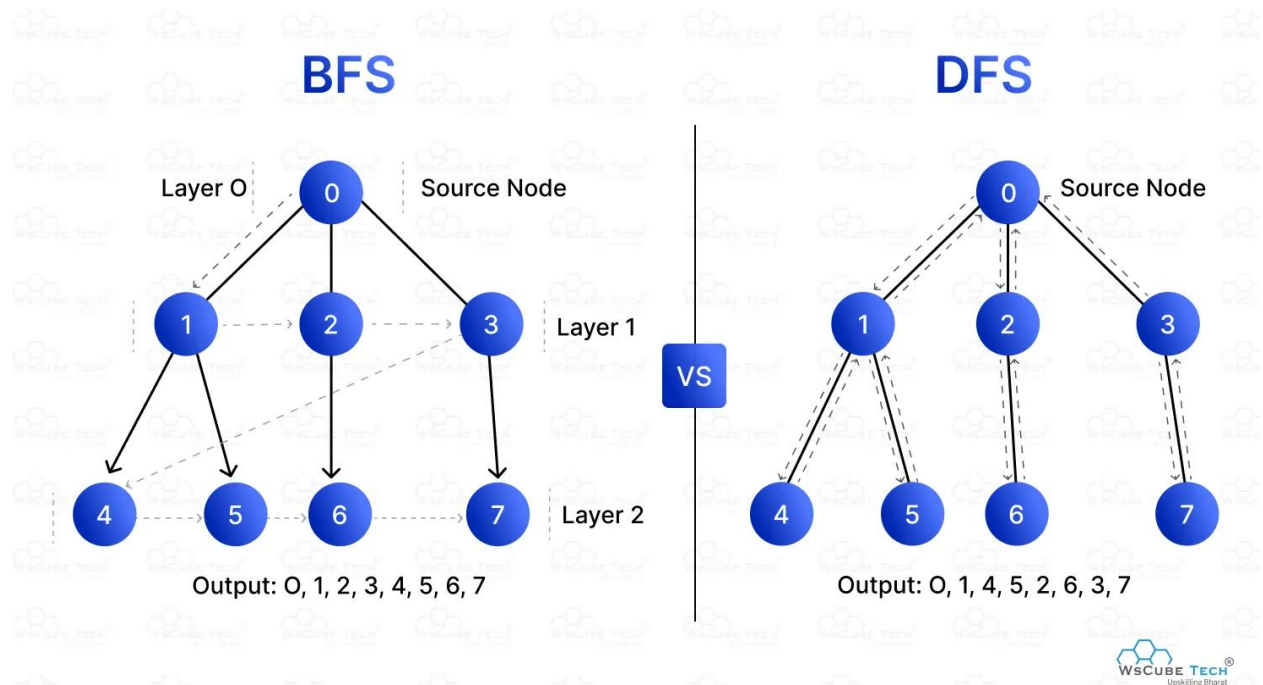 BFS
Layer O
0
Source Node
1
2
3
Layer 1
4
5
6
7
Layer 2
Output: O, 1, 2, 3, 4, 5, 6, 7
VS
DFS
0
Source Node
1
2
3
4
5
6
7
Output: O, 1, 4, 5, 2, 6, 3, 7
WsCube Tech®
Upskilling Bharat